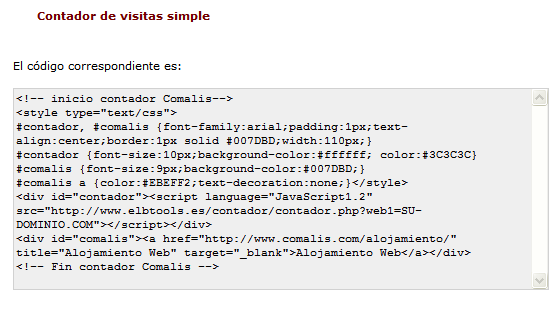 Contador de visitas simple
El código correspondiente es:
<!-- inicio contador Comalis-->
<style type="text/css">
#contador, #comalis {font-family:arial;padding:1px;text-
align:center;border:1px solid #007DBD;width:110px;}
#contador {font-size:10px;background-color:#ffffff; color:#3C3C3C}
#comalis {font-size:9px;background-color:#007DBD;}
#comalis a {color:#EBEFF2;text-decoration:none;}</style>
<div id="contador"><script language="JavaScript1.2"
src="http://www.elbtools.es/contador/contador.php?web1=SU-
DOMINIO.COM"></script></div>
<div id="comalis"><a href="http://www.comalis.com/alojamiento/"
title="Alojamiento Web" target="_blank">Alojamiento Web</a></div>
<!-- Fin contador Comalis -->